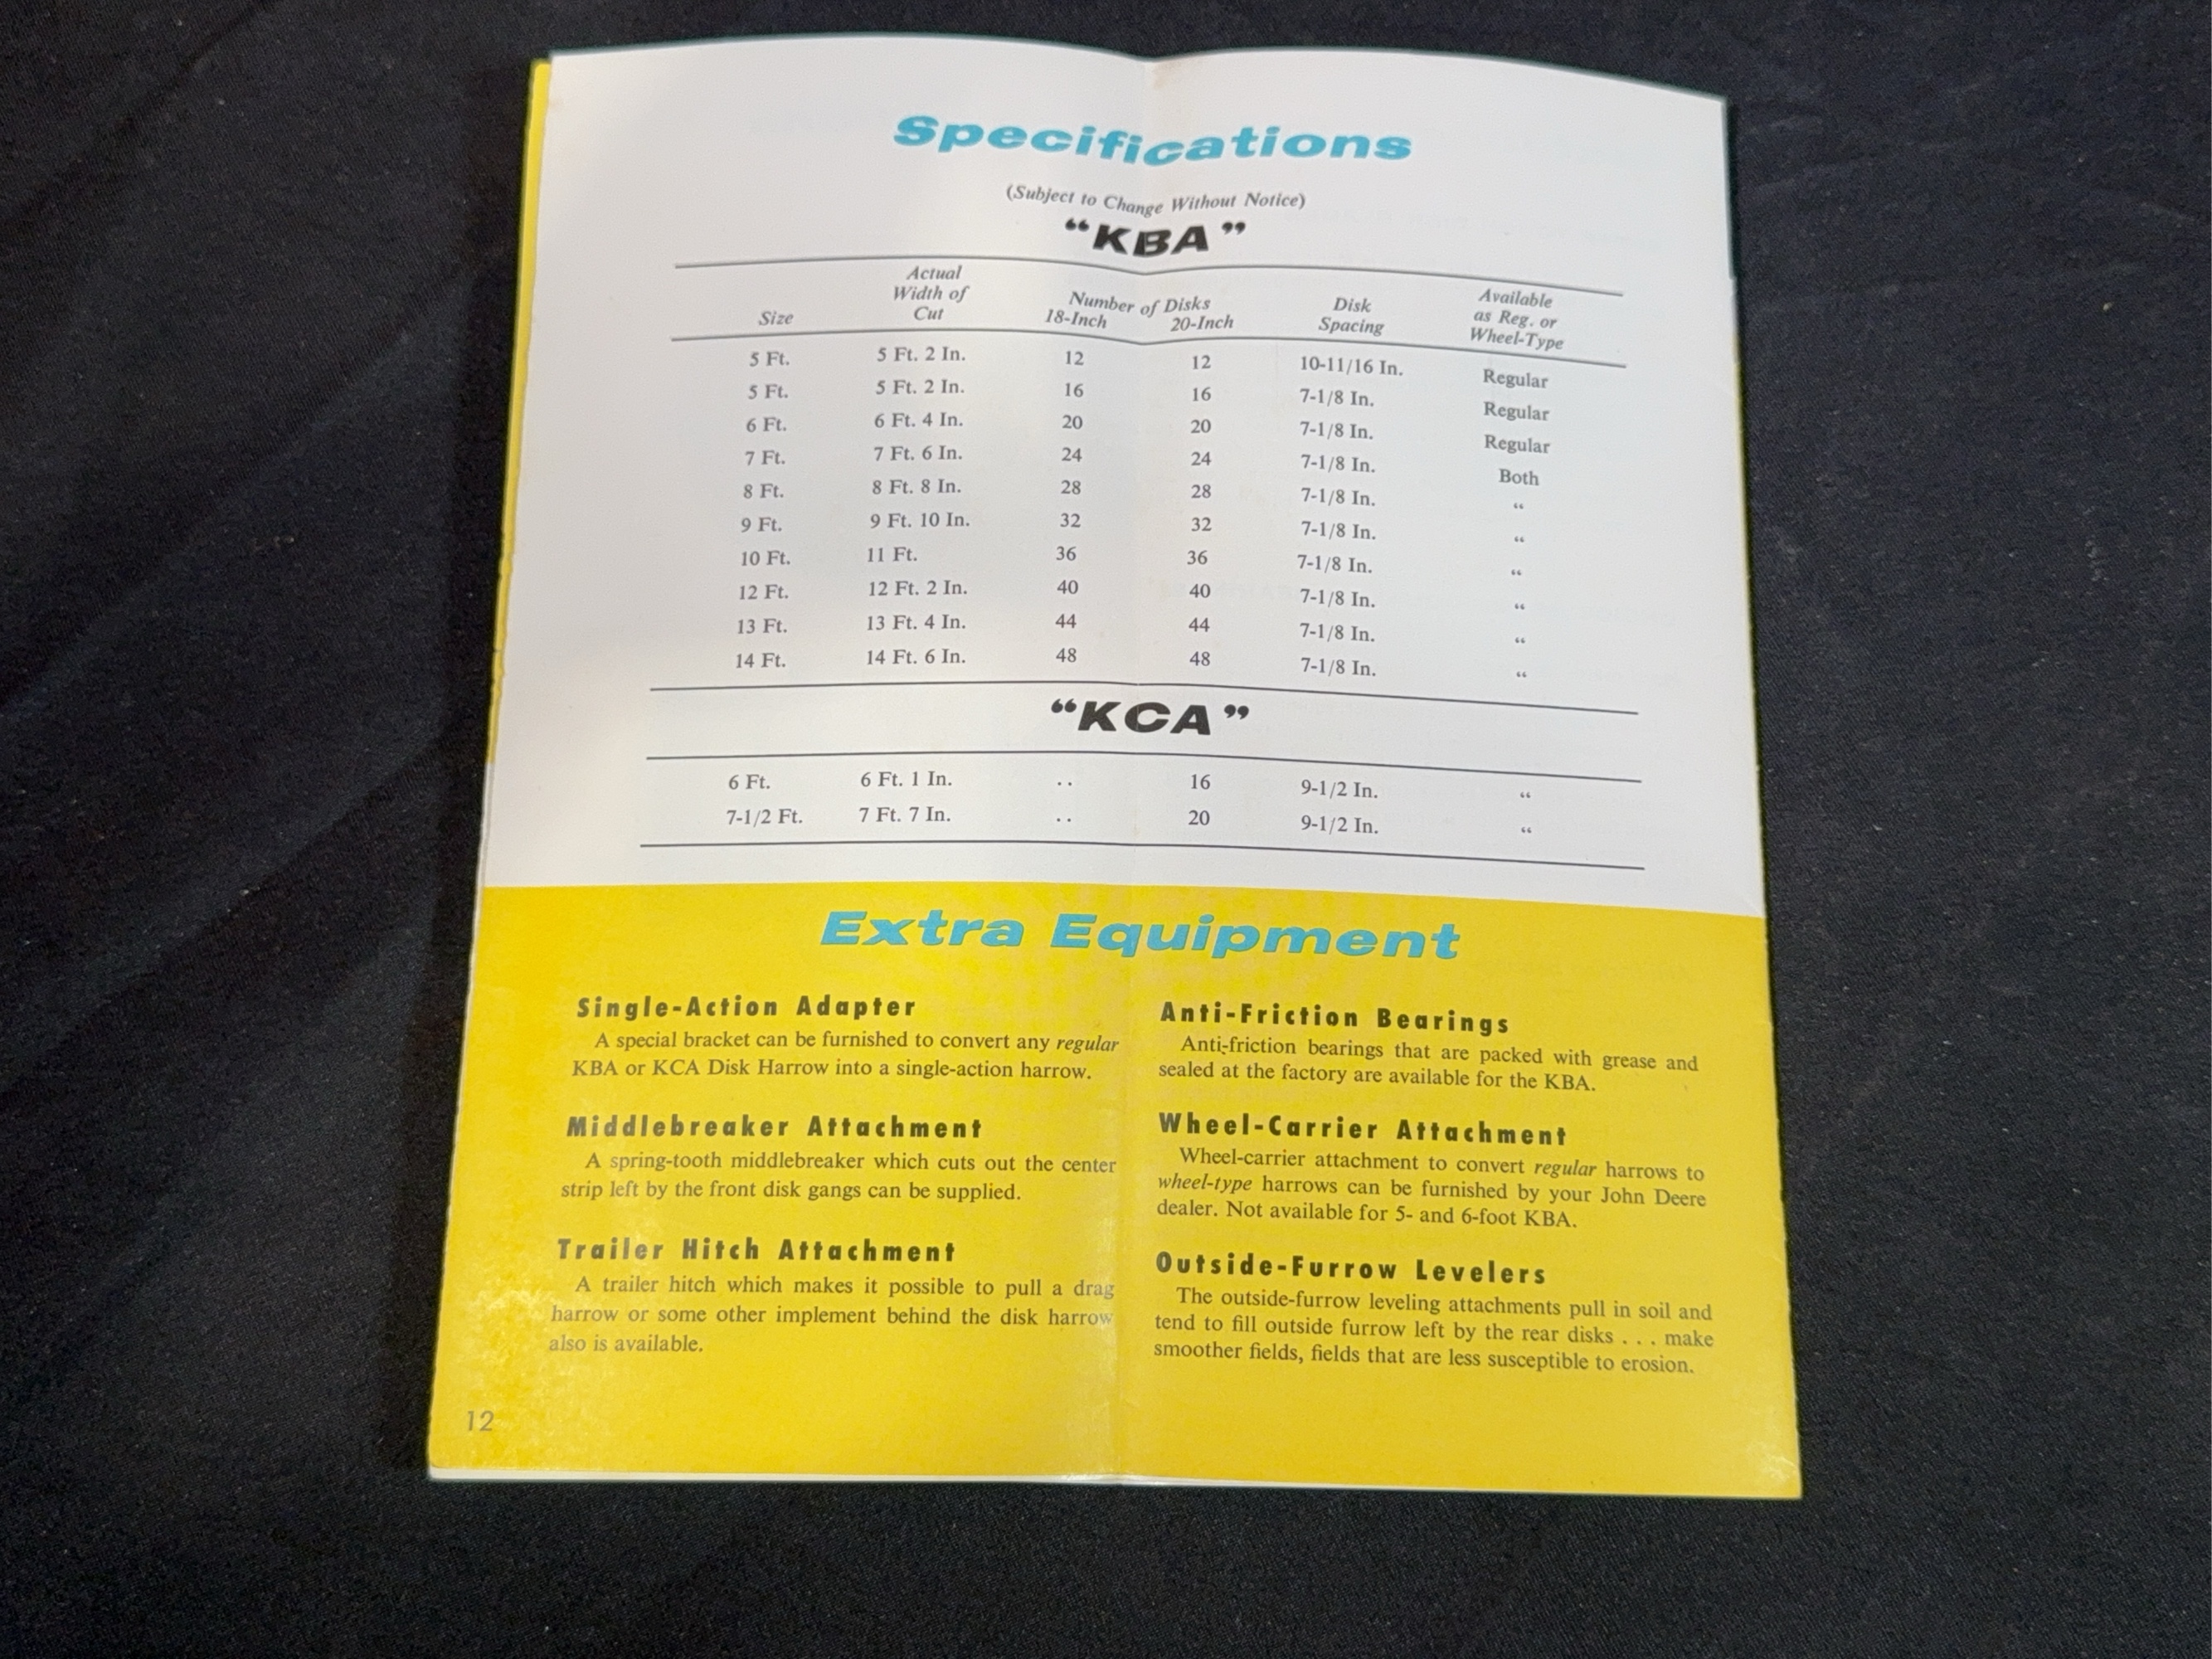 Specifications
(Subject to Change Without Notice)
“KBA”
Size Actual Width of Cut Number of Disks 18-Inch 20-Inch Disk Spacing Available as Reg. or Wheel-Type
5 Ft. 5 Ft. 2 In. 12 12 10-11/16 In. Regular
5 Ft. 5 Ft. 2 In. 16 16 7-1/8 In. Regular
6 Ft. 6 Ft. 4 In. 20 20 7-1/8 In. Regular
7 Ft. 7 Ft. 6 In. 24 24 7-1/8 In. Both
8 Ft. 8 Ft. 8 In. 28 28 7-1/8 In. “
9 Ft. 9 Ft. 10 In. 32 32 7-1/8 In. “
10 Ft. 11 Ft. 36 36 7-1/8 In. “
12 Ft. 12 Ft. 2 In. 40 40 7-1/8 In. “
13 Ft. 13 Ft. 4 In. 44 44 7-1/8 In. “
14 Ft. 14 Ft. 6 In. 48 48 7-1/8 In. “
“KCA”
6 Ft. 6 Ft. 1 In. .. 16 9-1/2 In. “
7-1/2 Ft. 7 Ft. 7 In. .. 20 9-1/2 In. “
Extra Equipment
Single-Action Adapter
A special bracket can be furnished to convert any regular
KBA or KCA Disk Harrow into a single-action harrow.
Middlebreaker Attachment
A spring-tooth middlebreaker which cuts out the center
strip left by the front disk gangs can be supplied.
Trailer Hitch Attachment
A trailer hitch which makes it possible to pull a drag
harrow or some other implement behind the disk harrow
also is available.
Anti-Friction Bearings
Anti-friction bearings that are packed with grease and
sealed at the factory are available for the KBA.
Wheel-Carrier Attachment
Wheel-carrier attachment to convert regular harrows to
wheel-type harrows can be furnished by your John Deere
dealer. Not available for 5- and 6-foot KBA.
Outside-Furrow Levelers
The outside-furrow leveling attachments pull in soil and
tend to fill outside furrow left by the rear disks . . . make
smoother fields, fields that are less susceptible to erosion.
12